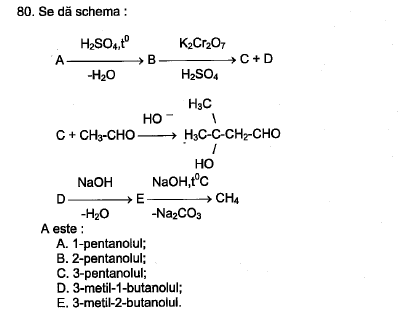 80. Se dă schema :
H₂SO₄,t⁰ K₂Cr₂O₇
A B C + D
-H₂O H₂SO₄
H₃C
HO⁻ \
C + CH₃-CHO H₃C-C-CH₂-CHO
/
HO
NaOH NaOH,t⁰C
D E CH₄
-H₂O -Na₂CO₃
A este :
A. 1-pentanolul;
B. 2-pentanolul;
C. 3-pentanolul;
D. 3-metil-1-butanolul;
E. 3-metil-2-butanolul.